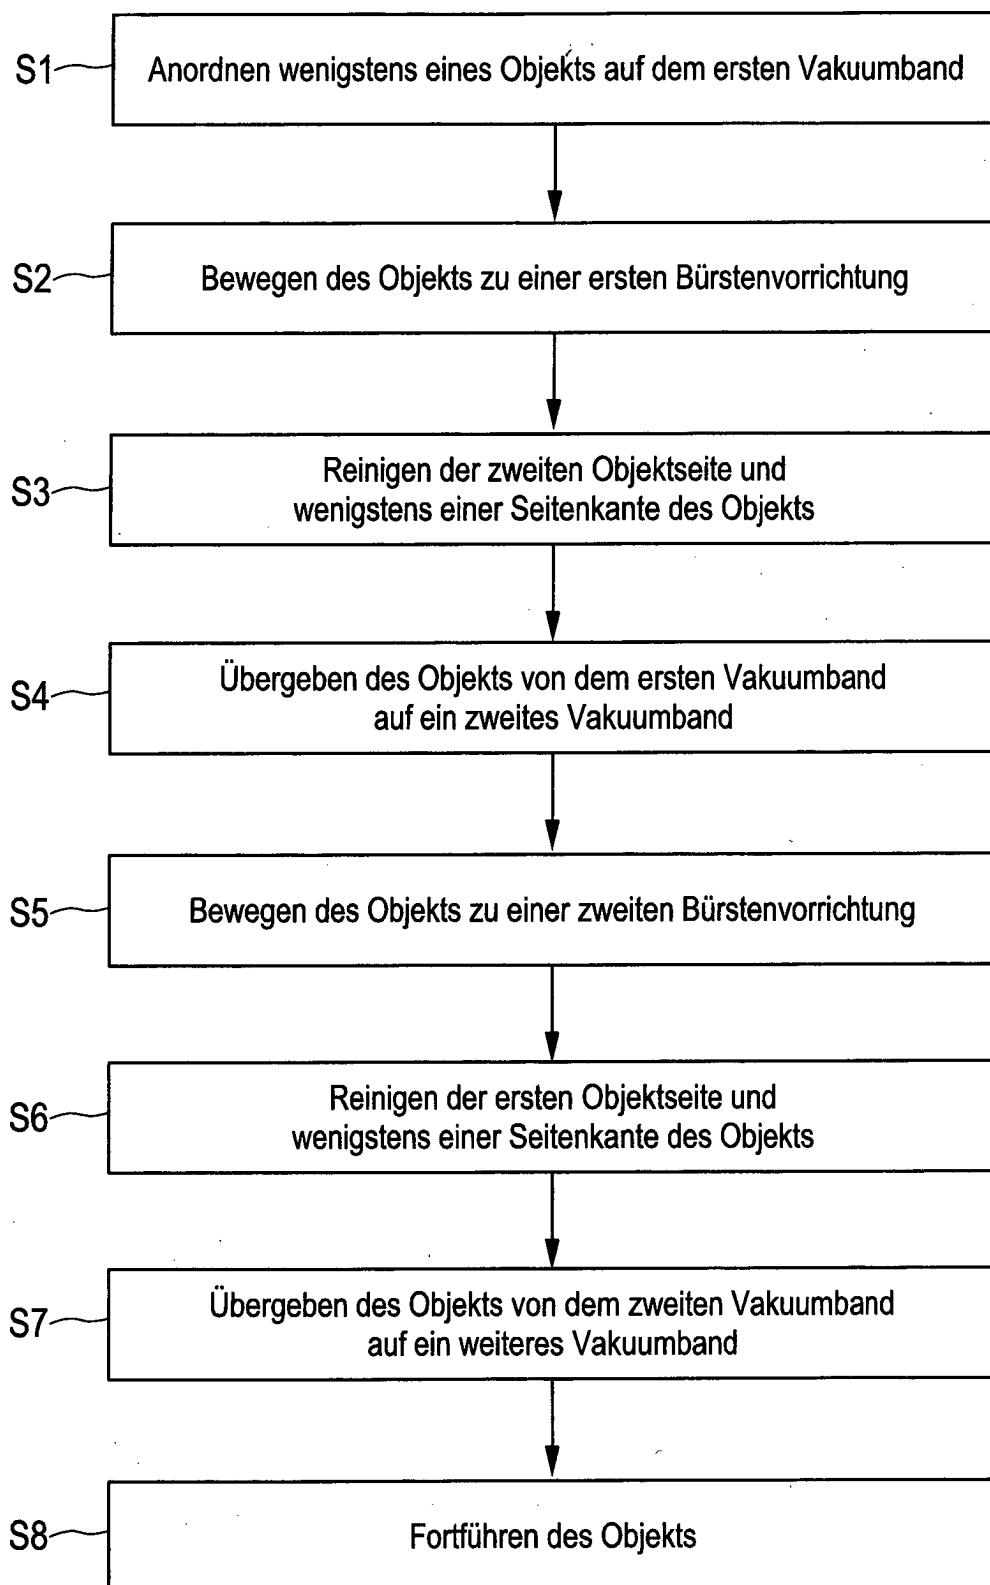 S1
Anordnen wenigstens eines Objekts auf dem ersten Vakuumband
S2
Bewegen des Objekts zu einer ersten Bürstenvorrichtung
S3
Reinigen der zweiten Objektseite und
wenigstens einer Seitenkante des Objekts
S4
Übergeben des Objekts von dem ersten Vakuumband
auf ein zweites Vakuumband
S5
Bewegen des Objekts zu einer zweiten Bürstenvorrichtung
S6
Reinigen der ersten Objektseite und
wenigstens einer Seitenkante des Objekts
S7
Übergeben des Objekts von dem zweiten Vakuumband
auf ein weiteres Vakuumband
S8
Fortführen des Objekts